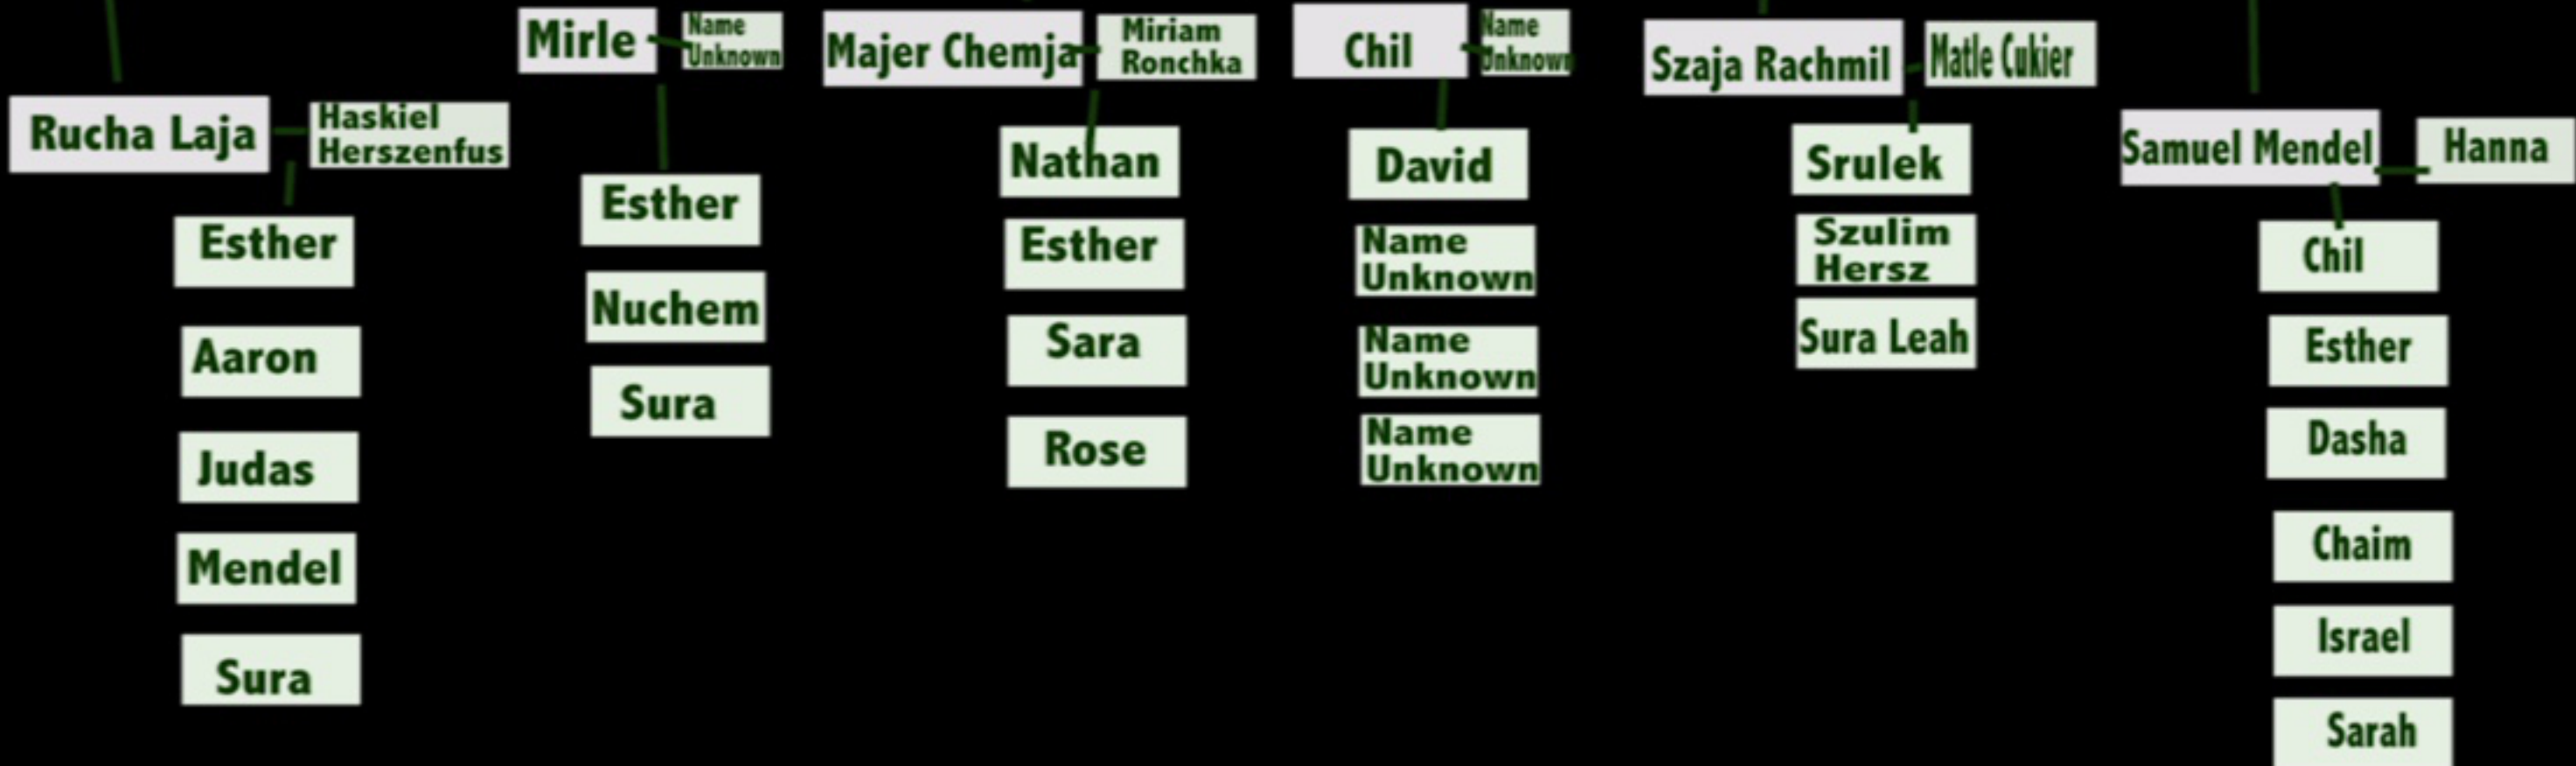 Rucha Laja
Haskiel
Herszenfus
Esther
Aaron
Judas
Mendel
Sura
Mirle
Name
Unknown
Esther
Nuchem
Sura
Majer Chemja
Miriam
Ronchka
Nathan
Esther
Sara
Rose
Chil
Name
Unknown
David
Name
Unknown
Name
Unknown
Name
Unknown
Szaja Rachmil
Matle Cukier
Srulek
Szulim
Hersz
Sura Leah
Samuel Mendel
Hanna
Chil
Esther
Dasha
Chaim
Israel
Sarah